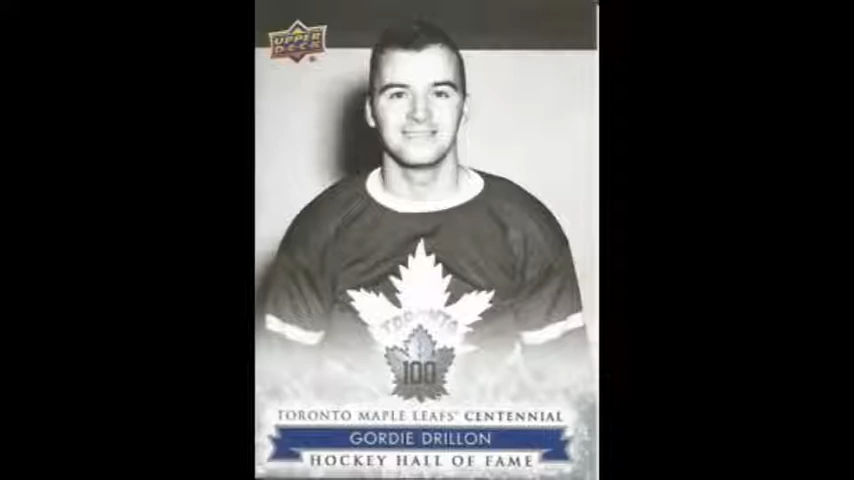 UPPER
DECK
TORONTO
100
TORONTO MAPLE LEAFS' CENTENNIAL
GORDIE DRILLON
HOCKEY HALL OF FAME